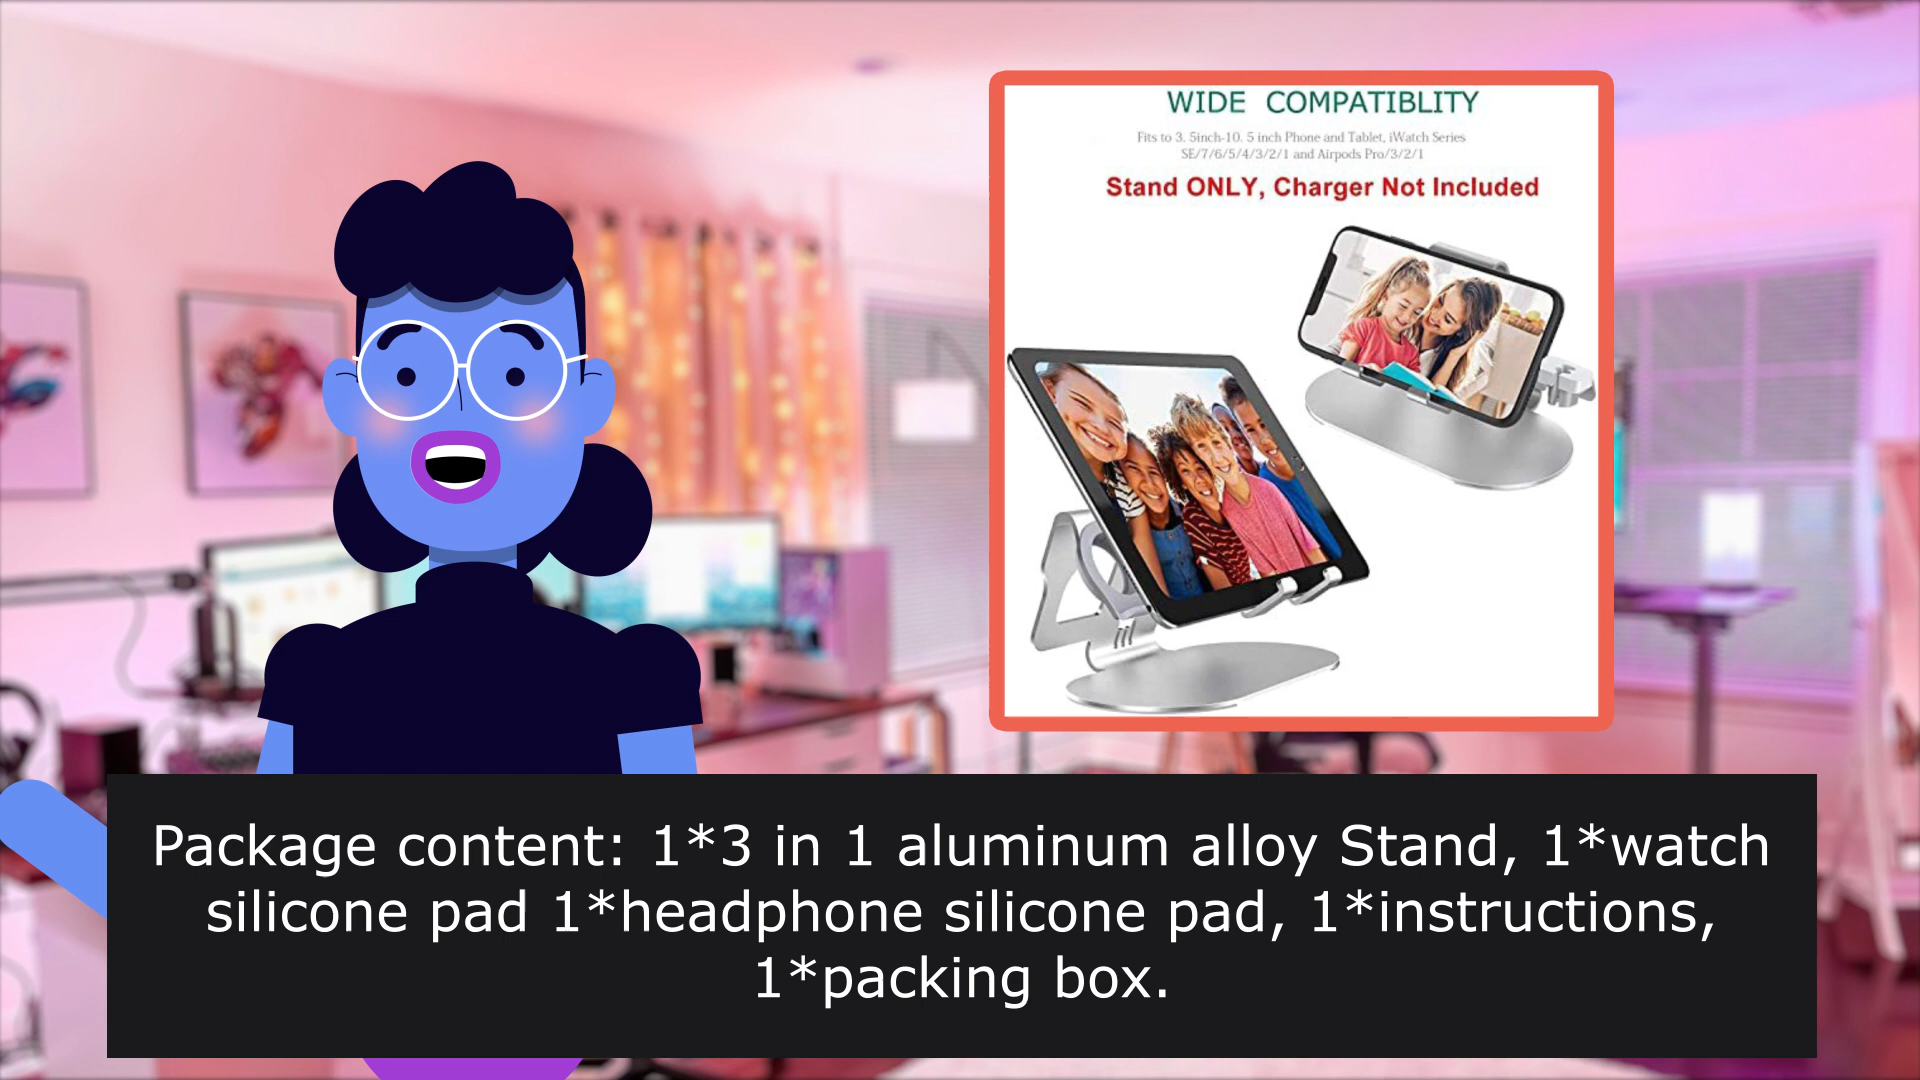 WIDE COMPATIBLITY
Fits to 3. 5inch-10. 5 inch Phone and Tablet, iWatch Series
SE/7/6/5/4/3/2/1 and Airpods Pro/3/2/1
Stand ONLY, Charger Not Included
Package content: 1*3 in 1 aluminum alloy Stand, 1*watch
silicone pad 1*headphone silicone pad, 1*instructions,
1*packing box.